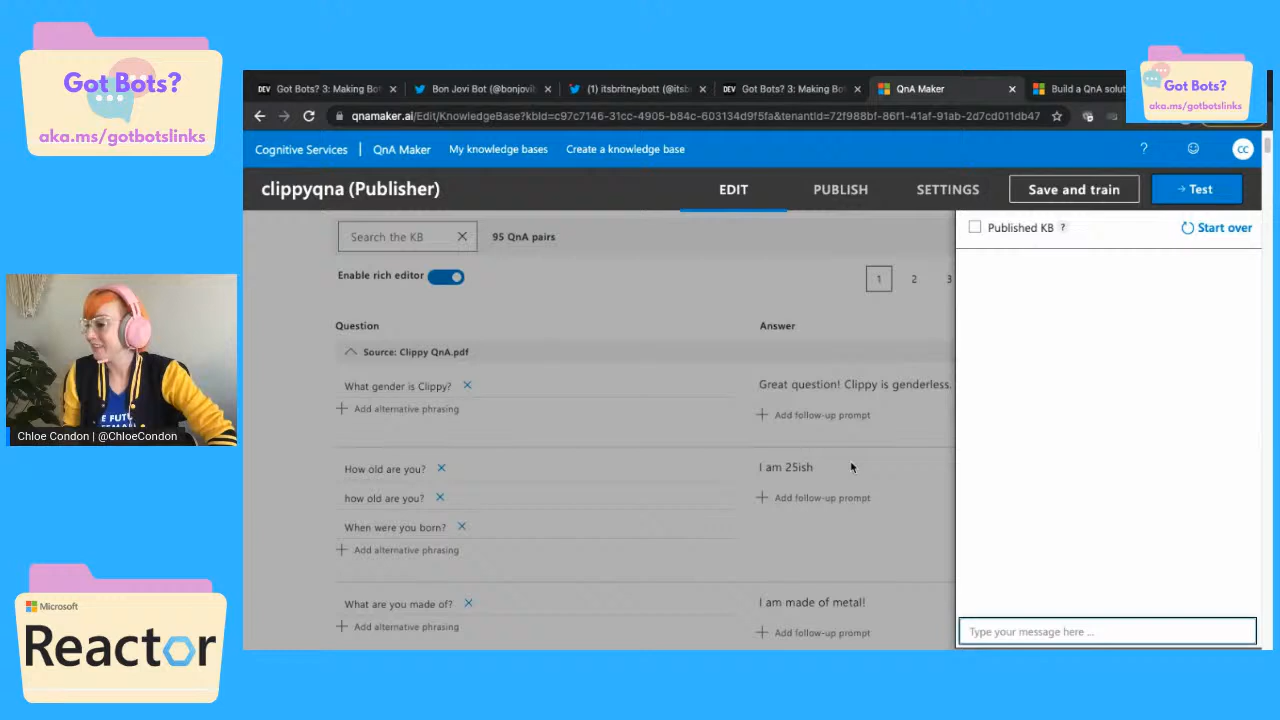 Got Bots?
aka.ms/gotbotslinks
Got Bots?
aka.ms/gotbotslinks
DEV Got Bots? 3: Making Bot
Bon Jovi Bot (@bonjovib
(1) itsbritneybott (@itsb
DEV Got Bots? 3: Making Bot
QnA Maker
Build a QnA solut
qnamaker.ai/Edit/KnowledgeBase?kbId=c97c7146-31cc-4905-b84c-603134d9f5fa&tenantId=72f988bf-86f1-41af-91ab-2d7cd011db47
Cognitive Services | QnA Maker My knowledge bases Create a knowledge base ? CC
clippyqna (Publisher) EDIT PUBLISH SETTINGS Save and train → Test
Search the KB 95 QnA pairs
Published KB ? Start over
Enable rich editor 1 2 3
Question Answer
Source: Clippy QnA.pdf
What gender is Clippy? Great question! Clippy is genderless.
Add alternative phrasing Add follow-up prompt
How old are you? I am 25ish
how old are you? Add follow-up prompt
When were you born?
Add alternative phrasing
What are you made of? I am made of metal!
Add alternative phrasing Add follow-up prompt
Type your message here ...
Chloe Condon | @ChloeCondon
Microsoft
Reactor